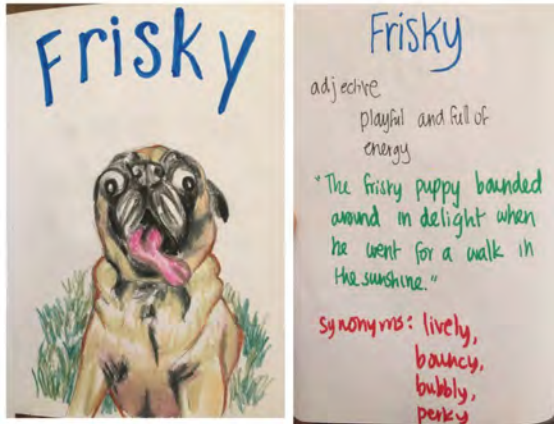 Frisky
Frisky
adjective
playful and full of
energy
"The frisky puppy bounded
around in delight when
he went for a walk in
the sunshine."
synonyms: lively,
bouncy,
bubbly,
perky